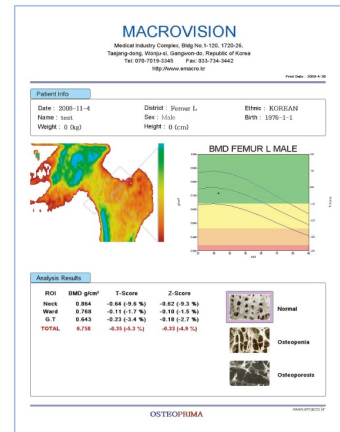 MACROVISION
Medical Industry Complex, Bldg No.1-120, 1720-26,
Taejang-dong, Wonju-si, Gangwon-do, Republic of Korea
Tel: 070-7019-3345 Fax: 033-734-3442
http://www.emacro.kr
Print Date : 2009-4-30
Patient Info
Date : 2008-11-4 District : Femur L Ethnic : KOREAN
Name : test Sex : Male Birth : 1976-1-1
Weight : 0 (kg) Height : 0 (cm)
BMD FEMUR L MALE
Analysis Results
ROI BMD g/cm² T-Score Z-Score
Neck 0.864 -0.64 (-9.6 %) -0.62 (-9.3 %)
Ward 0.768 -0.11 (-1.7 %) -0.10 (-1.5 %)
G.T 0.643 -0.23 (-3.4 %) -0.18 (-2.7 %)
TOTAL 0.758 -0.35 (-5.3 %) -0.33 (-4.9 %)
Normal
Osteopenia
Osteoporosis
OSTEOPRIMA